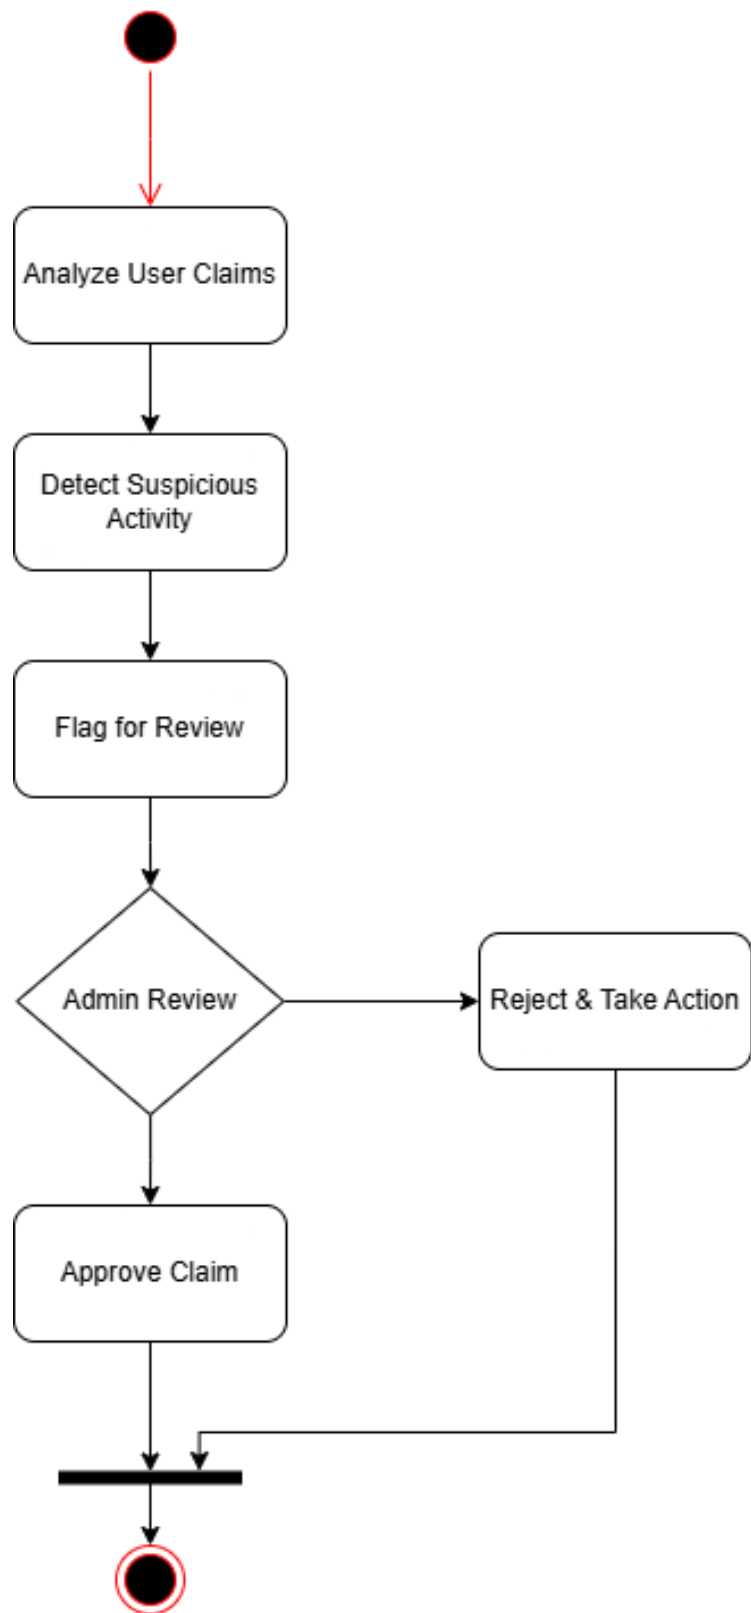 Analyze User Claims
Detect Suspicious
Activity
Flag for Review
Admin Review
Reject & Take Action
Approve Claim